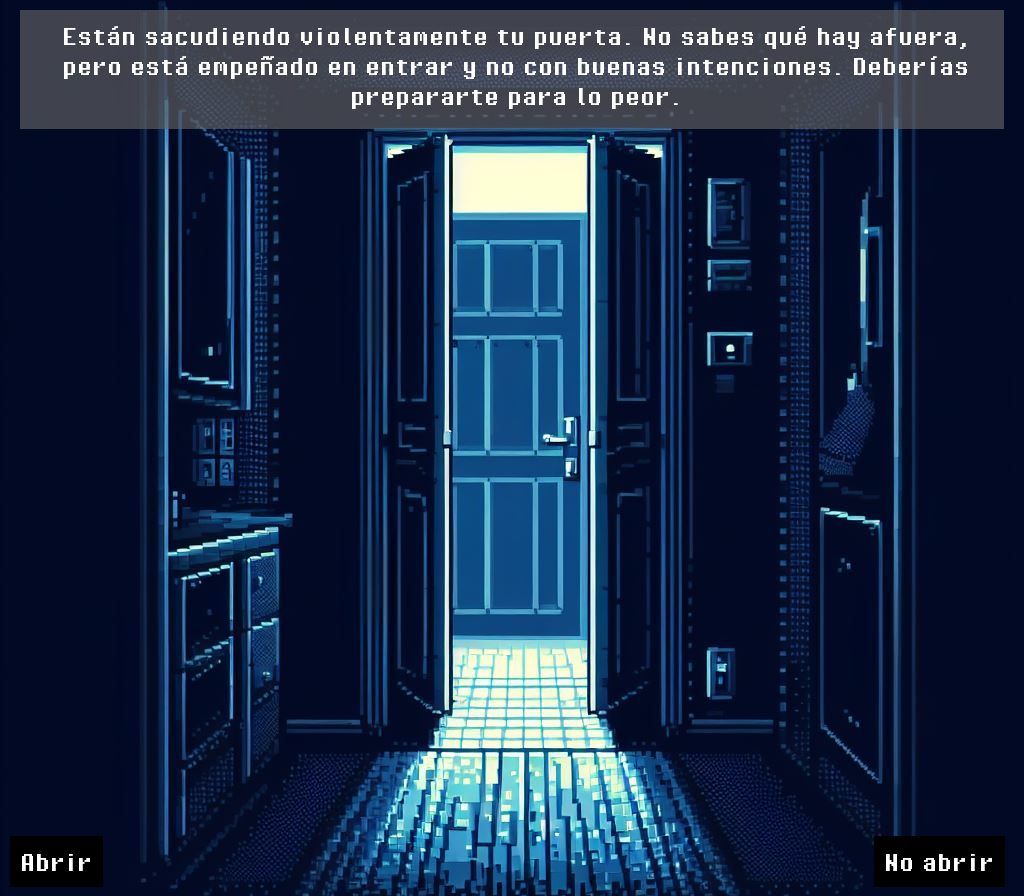 Están sacudiendo violentamente tu puerta. No sabes qué hay afuera,
pero está empeñado en entrar y no con buenas intenciones. Deberías
prepararte para lo peor.
Abrir
No abrir